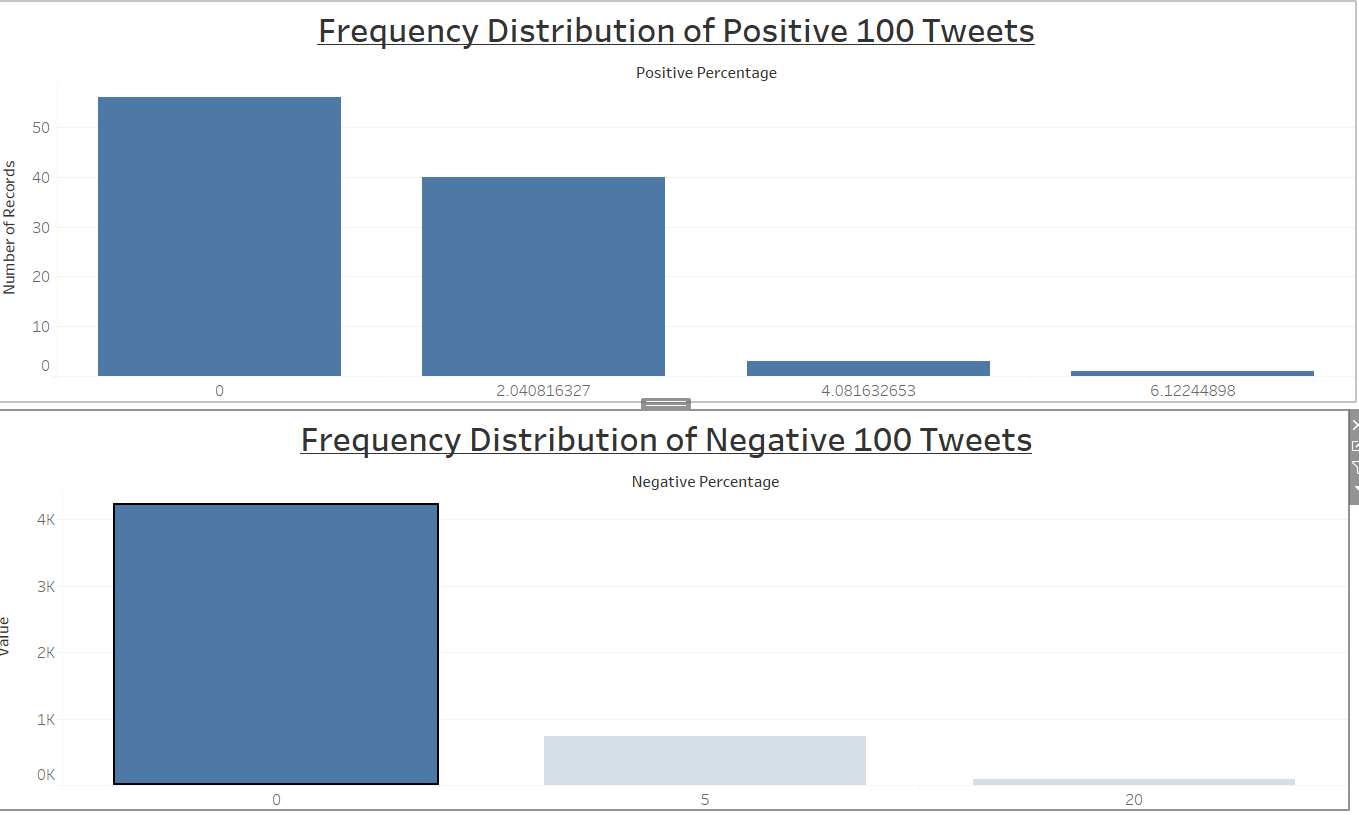 Frequency Distribution of Positive 100 Tweets
Positive Percentage
Number of Records
50
40
30
20
10
0
0 2.040816327 4.081632653 6.12244898
Frequency Distribution of Negative 100 Tweets
Negative Percentage
Value
4K
3K
2K
1K
0K
0 5 20